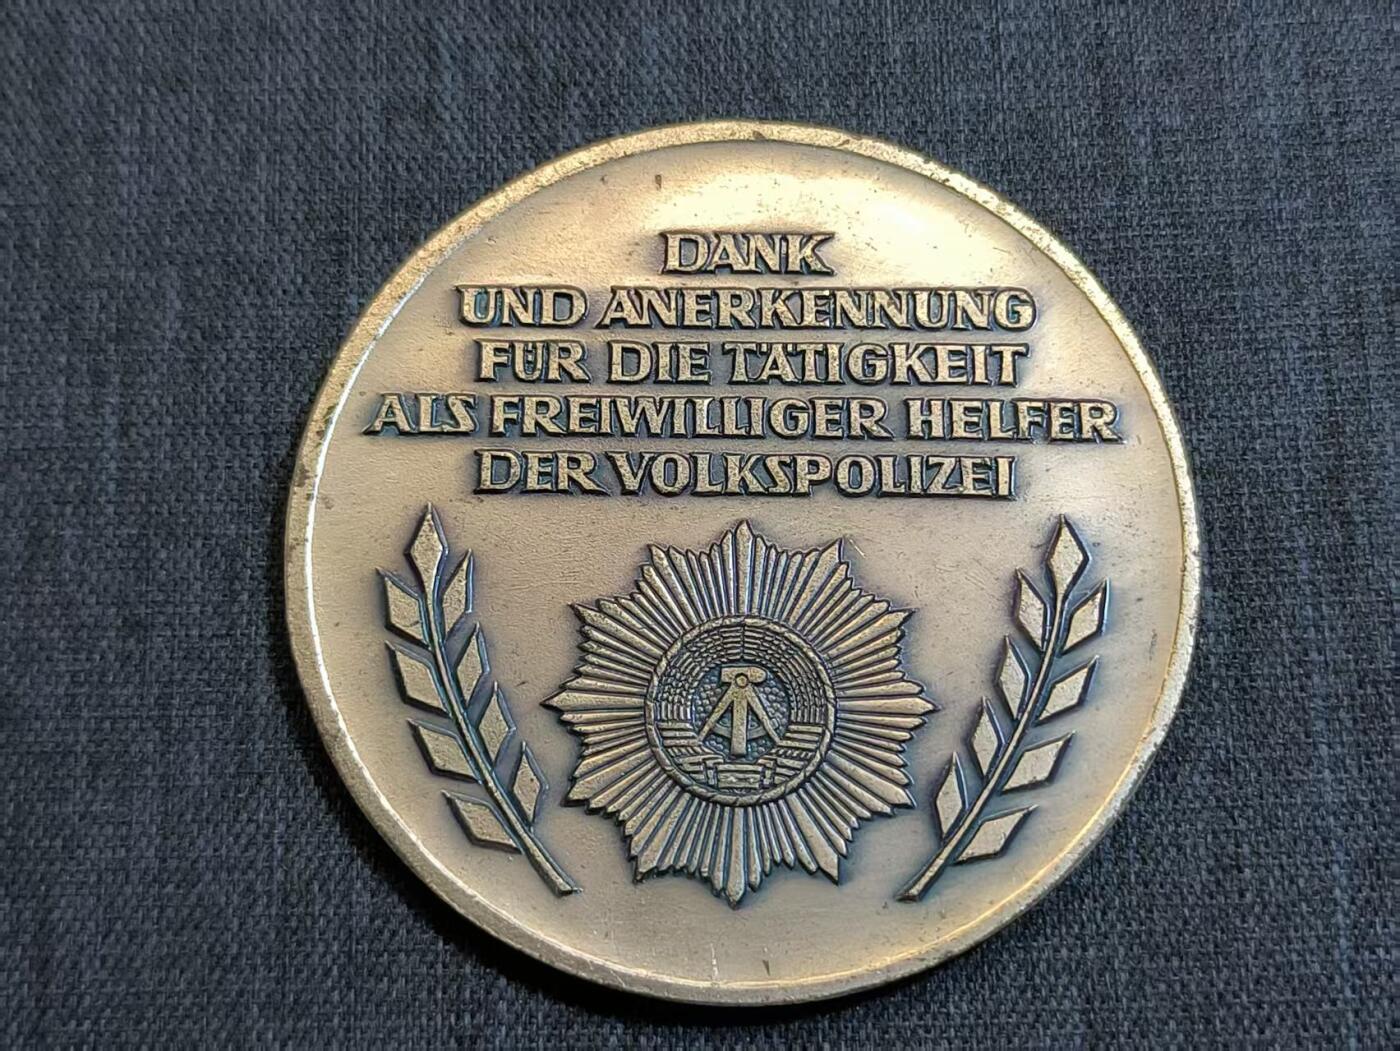 DANK
UND ANERKENNUNG
FÜR DIE TÄTIGKEIT
ALS FREIWILLIGER HELFER
DER VOLKSPOLIZEI